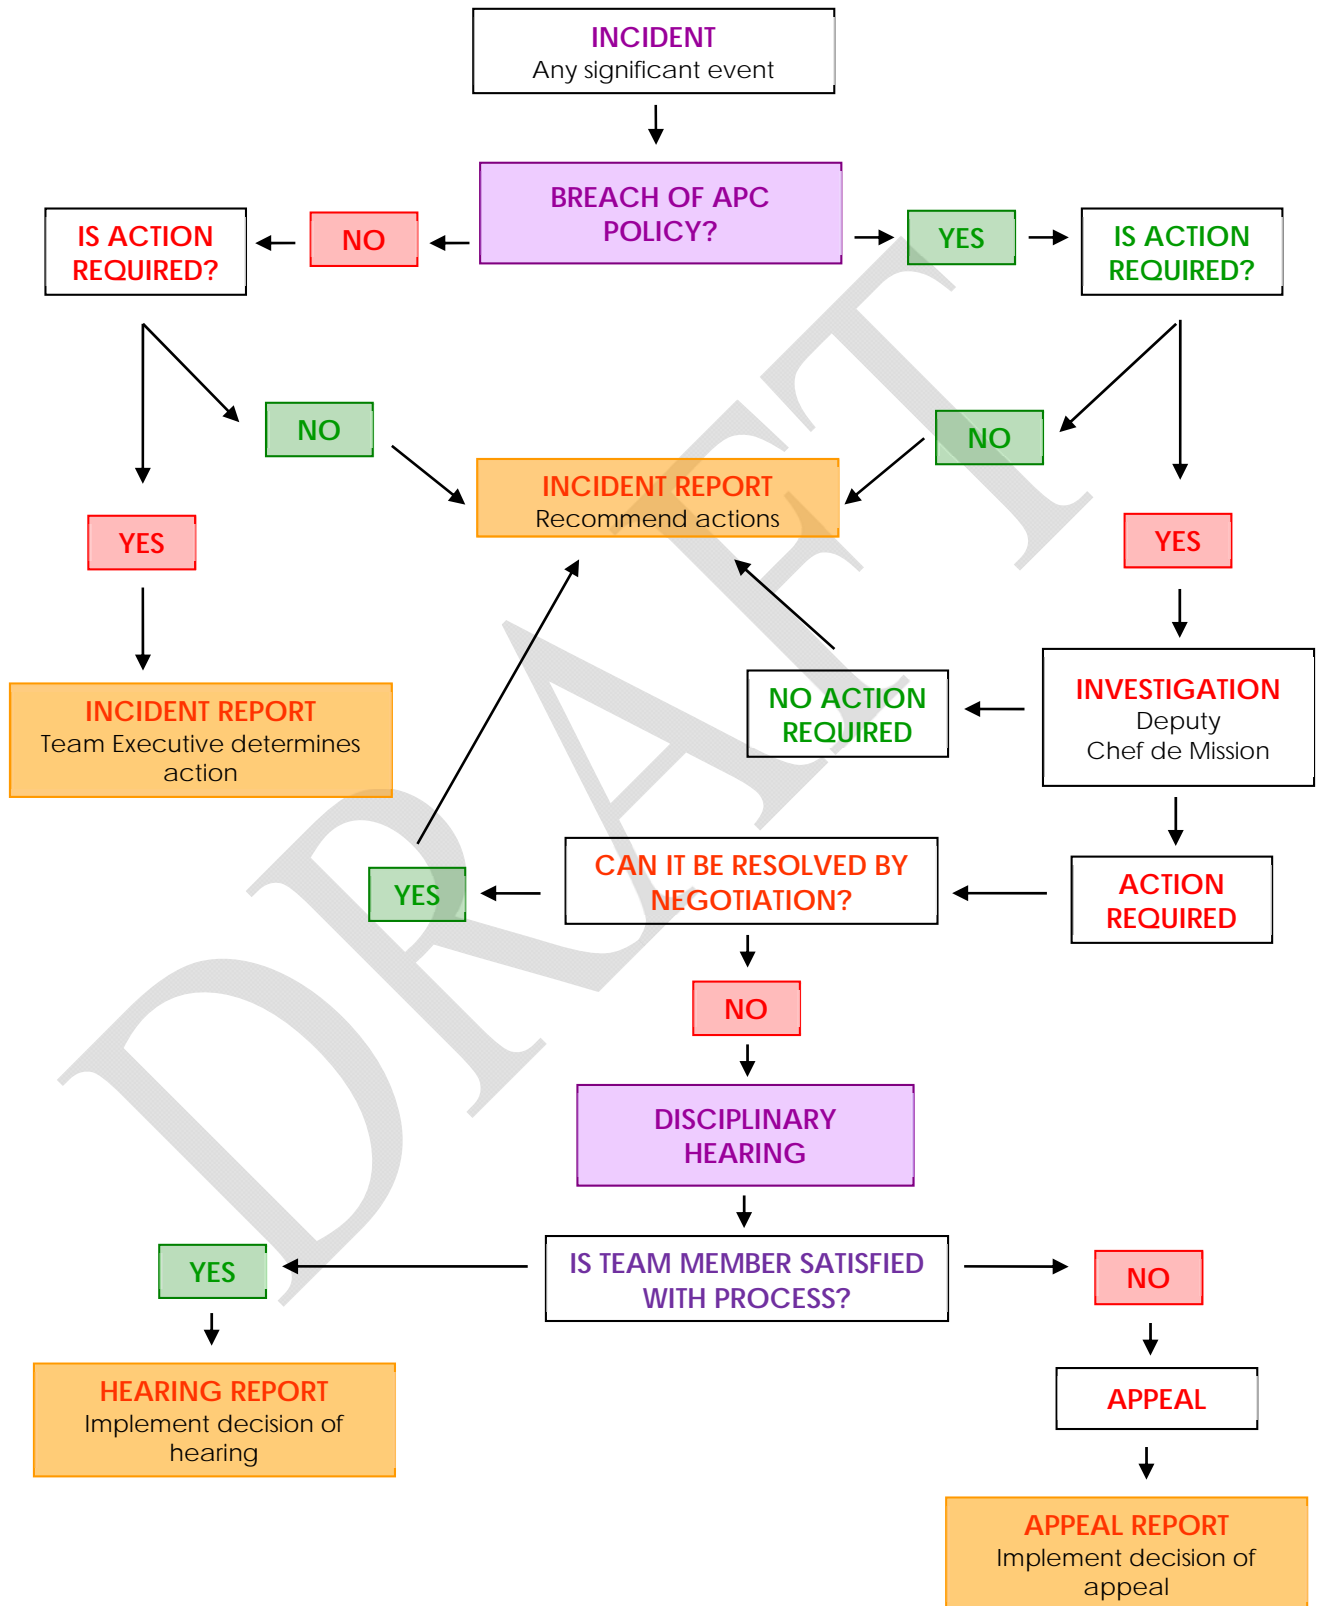 INCIDENT
Any significant event
BREACH OF APC
POLICY?
IS ACTION
REQUIRED?
NO
YES
IS ACTION
REQUIRED?
NO
NO
INCIDENT REPORT
Recommend actions
YES
YES
INCIDENT REPORT
Team Executive determines
action
NO ACTION
REQUIRED
INVESTIGATION
Deputy
Chef de Mission
CAN IT BE RESOLVED BY
NEGOTIATION?
YES
ACTION
REQUIRED
NO
DISCIPLINARY
HEARING
YES
IS TEAM MEMBER SATISFIED
WITH PROCESS?
NO
HEARING REPORT
Implement decision of
hearing
APPEAL
APPEAL REPORT
Implement decision of
appeal
DRAFT